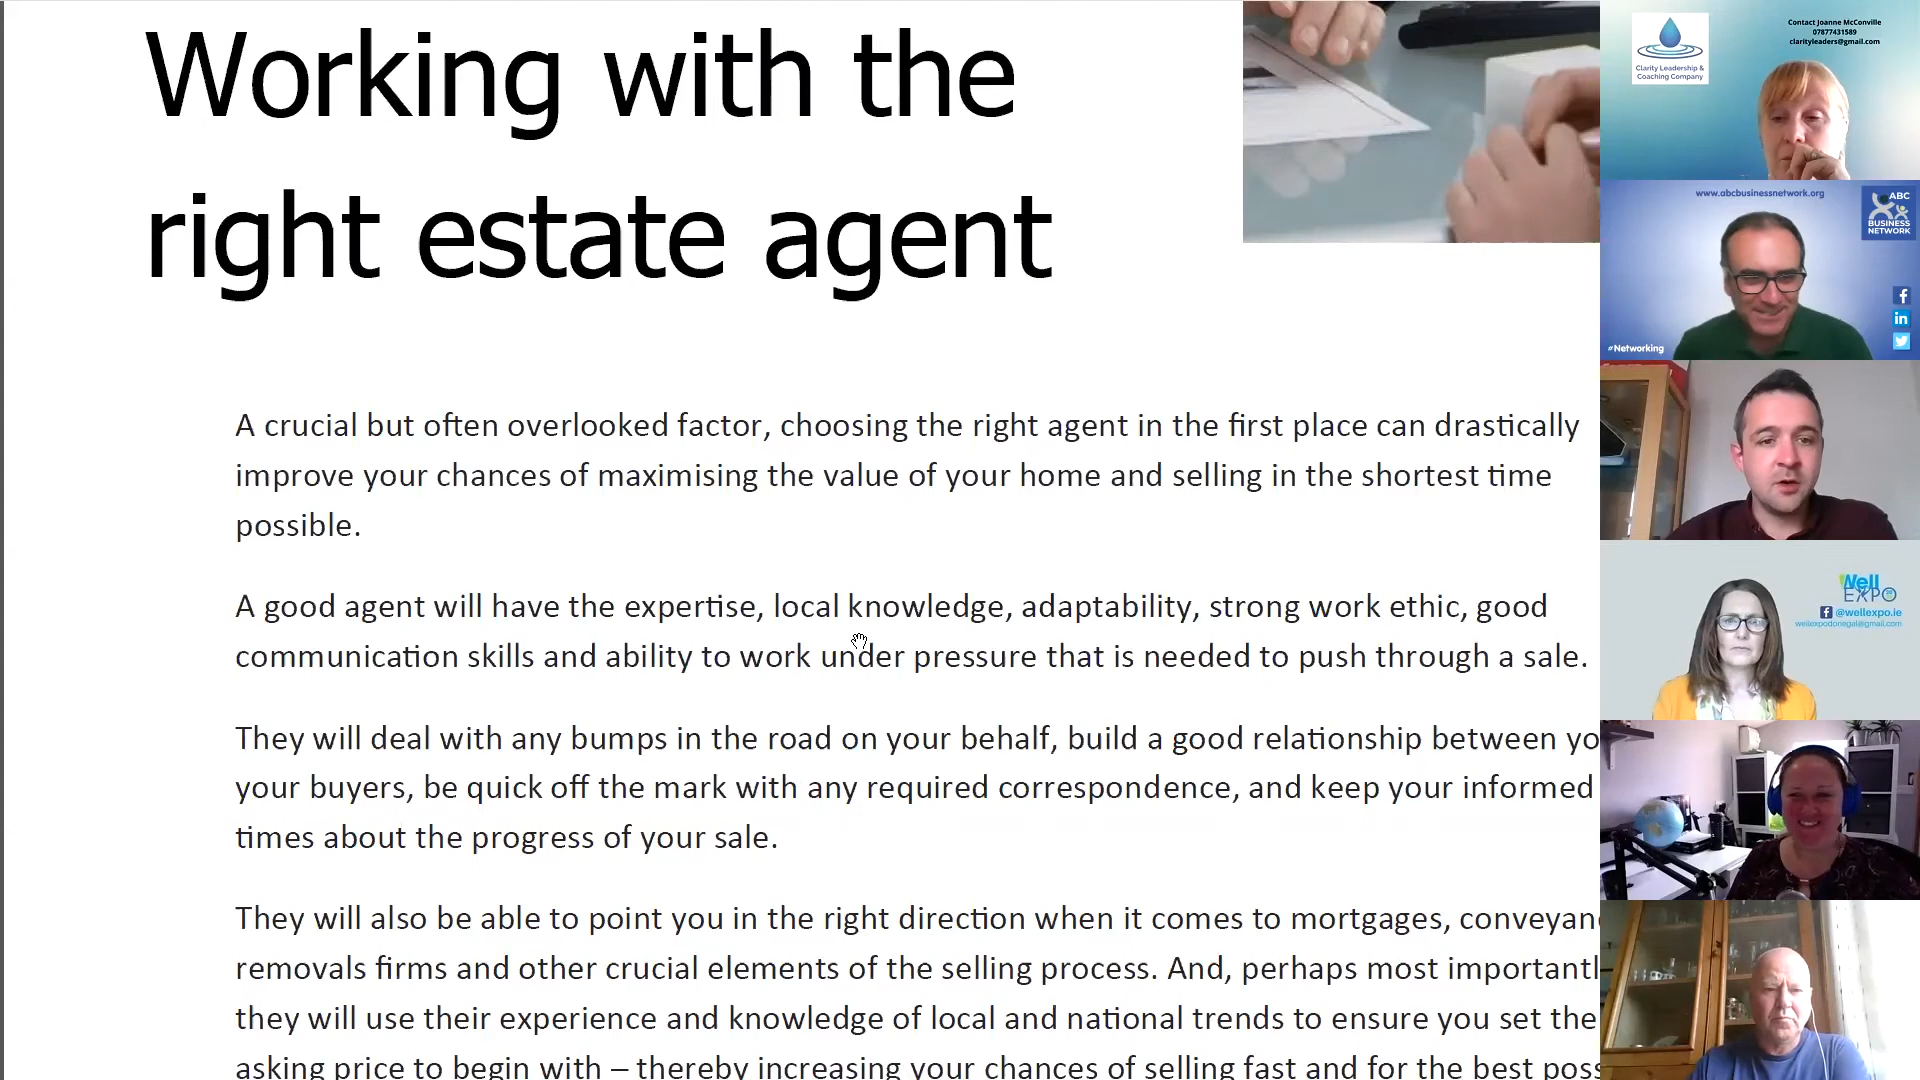 Working with the
right estate agent
A crucial but often overlooked factor, choosing the right agent in the first place can drastically
improve your chances of maximising the value of your home and selling in the shortest time
possible.
A good agent will have the expertise, local knowledge, adaptability, strong work ethic, good
communication skills and ability to work under pressure that is needed to push through a sale.
They will deal with any bumps in the road on your behalf, build a good relationship between yo
your buyers, be quick off the mark with any required correspondence, and keep your informed
times about the progress of your sale.
They will also be able to point you in the right direction when it comes to mortgages, conveyan
removals firms and other crucial elements of the selling process. And, perhaps most importantl
they will use their experience and knowledge of local and national trends to ensure you set the
asking price to begin with – thereby increasing your chances of selling fast and for the best poss
Clarity Leadership &
Coaching Company
Contact Joanne McConville
07877431589
clarityleaders@gmail.com
www.abcbusinessnetwork.org
ABC
BUSINESS
NETWORK
f
in
#Networking
Well
EXPO
f @wellexpo.ie
wellexpodonegal@gmail.com